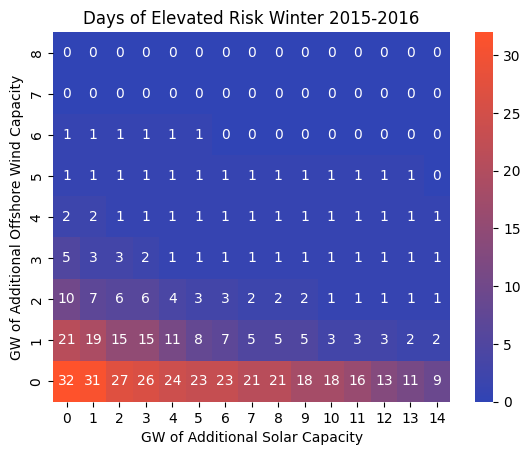 Days of Elevated Risk Winter 2015-2016
GW of Additional Offshore Wind Capacity
8 0 0 0 0 0 0 0 0 0 0 0 0 0 0 0
7 0 0 0 0 0 0 0 0 0 0 0 0 0 0 0
6 1 1 1 1 1 1 0 0 0 0 0 0 0 0 0
5 1 1 1 1 1 1 1 1 1 1 1 1 1 1 0
4 2 2 1 1 1 1 1 1 1 1 1 1 1 1 1
3 5 3 3 2 1 1 1 1 1 1 1 1 1 1 1
2 10 7 6 6 4 3 3 2 2 2 1 1 1 1 1
1 21 19 15 15 11 8 7 5 5 5 3 3 3 2 2
0 32 31 27 26 24 23 23 21 21 18 18 16 13 11 9
0 1 2 3 4 5 6 7 8 9 10 11 12 13 14
GW of Additional Solar Capacity
30
25
20
15
10
5
0